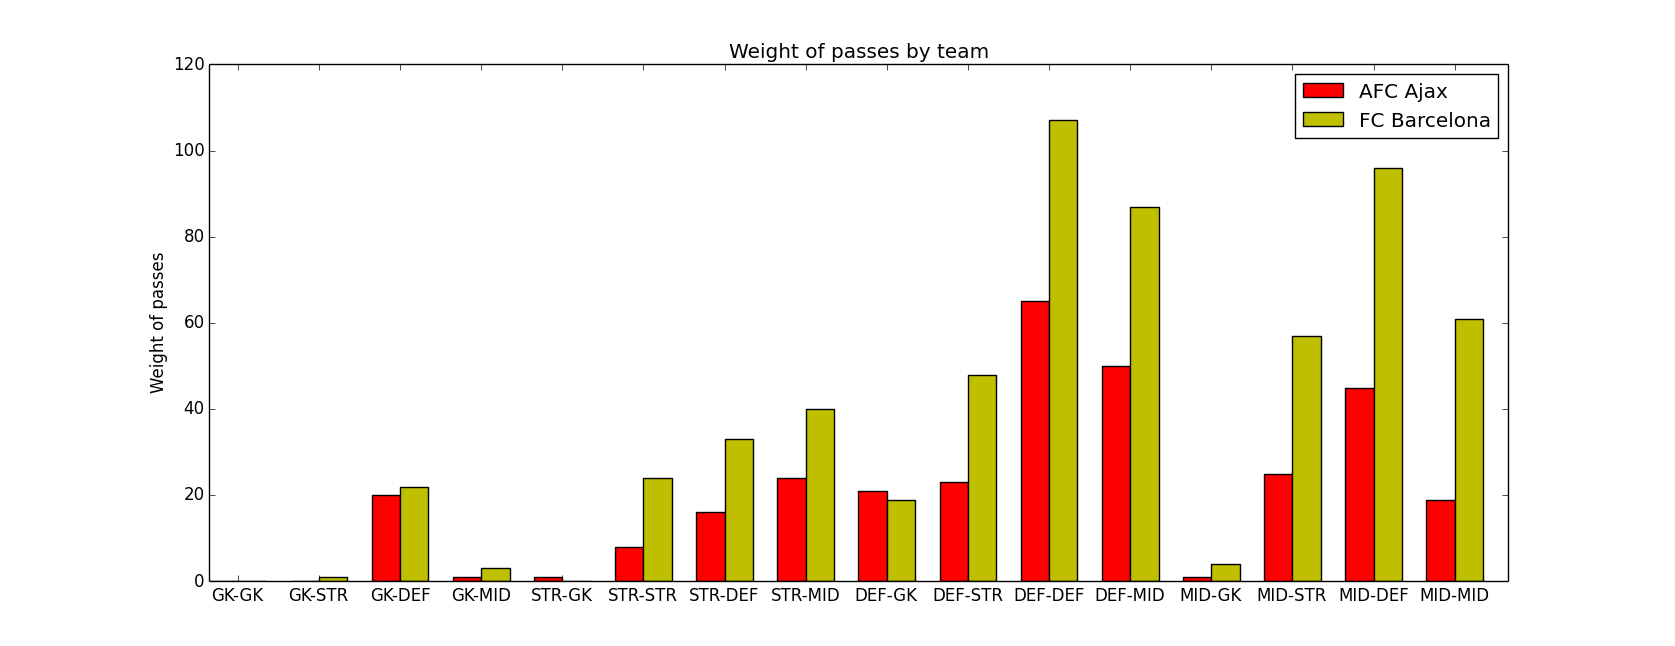 Weight of passes by team
AFC Ajax
FC Barcelona
Weight of passes
120
100
80
60
40
20
0
GK-GK GK-STR GK-DEF GK-MID STR-GK STR-STR STR-DEF STR-MID DEF-GK DEF-STR DEF-DEF DEF-MID MID-GK MID-STR MID-DEF MID-MID